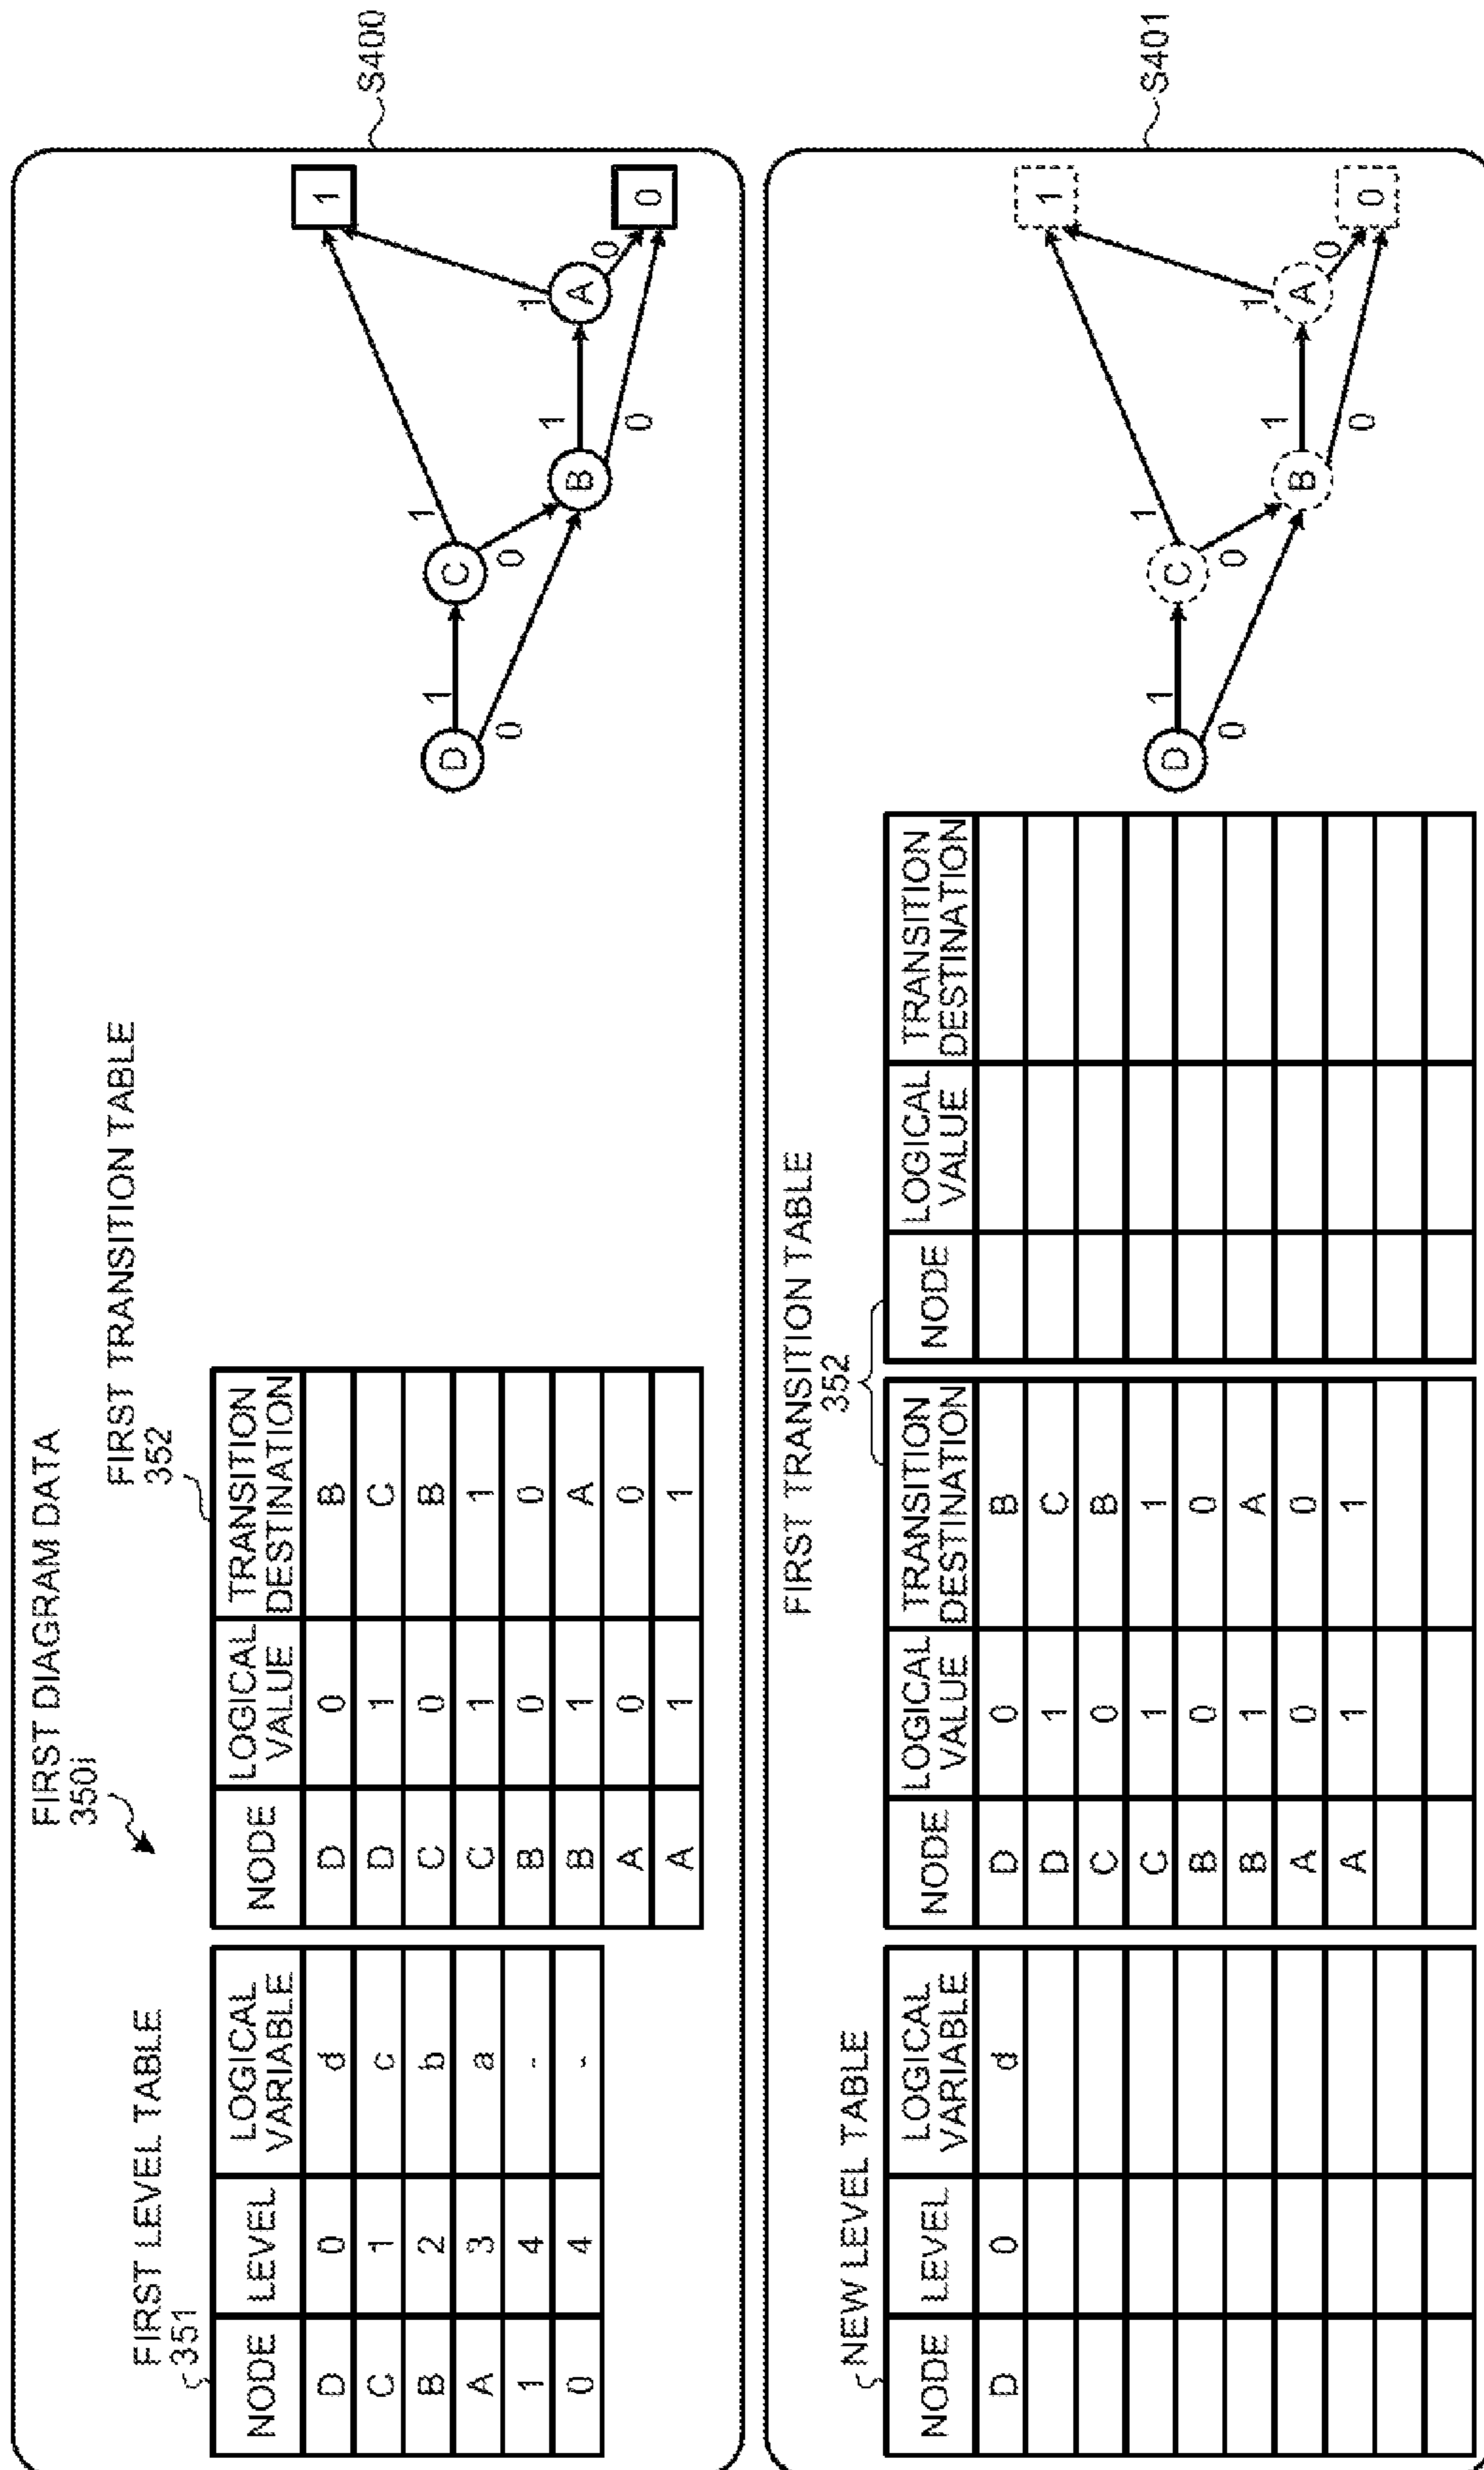 FIRST DIAGRAM DATA
350i
FIRST LEVEL TABLE
351
NODE LEVEL LOGICAL VARIABLE
D 0 d
C 1 c
B 2 b
A 3 a
1 4 -
0 4 -
FIRST TRANSITION TABLE
352
NODE LOGICAL VALUE TRANSITION DESTINATION
D 0 B
D 1 C
C 0 B
C 1 1
B 0 0
B 1 A
A 0 0
A 1 1
D 1 0 C 1 0 B 1 0 A 1 0 1 0
S400
NEW LEVEL TABLE
NODE LEVEL LOGICAL VARIABLE
D 0 d
FIRST TRANSITION TABLE
352
NODE LOGICAL VALUE TRANSITION DESTINATION
D 0 B
D 1 C
C 0 B
C 1 1
B 0 0
B 1 A
A 0 0
A 1 1
NODE LOGICAL VALUE TRANSITION DESTINATION
D 1 0 C 1 0 B 1 0 A 1 0 1 0
S401